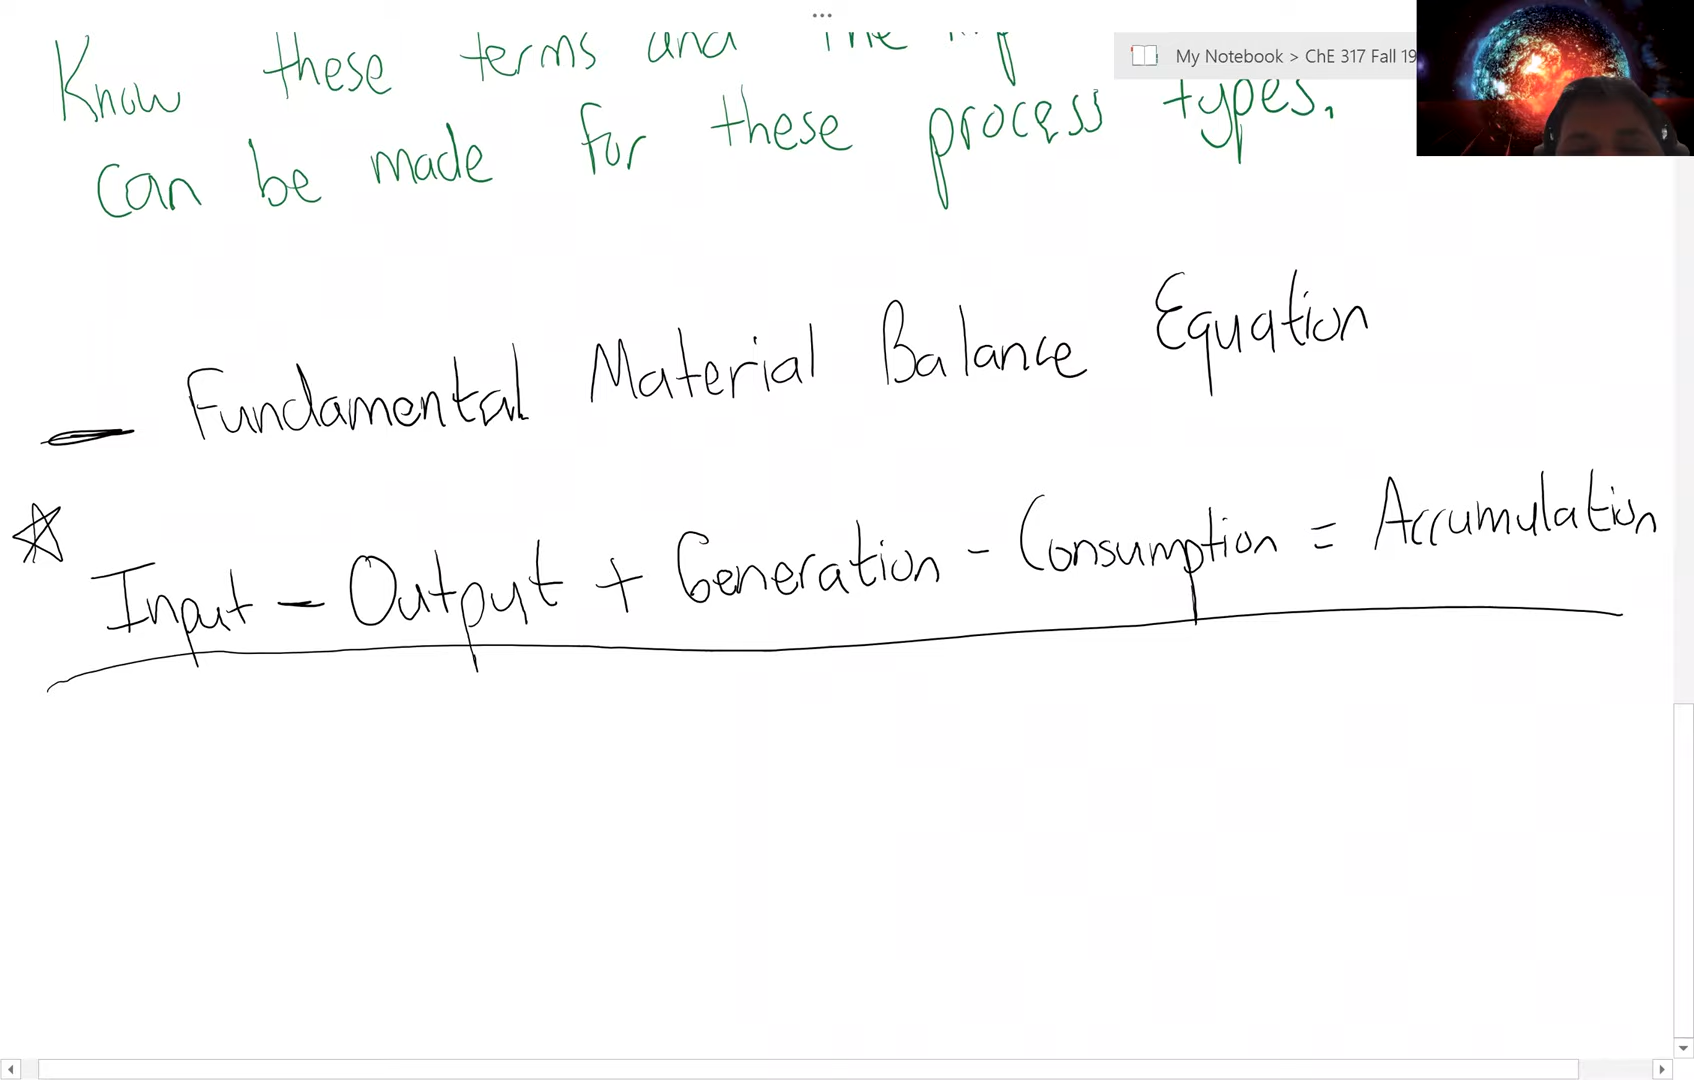 Know these terms and the
My Notebook > ChE 317 Fall 19
can be made for these process types.
- Fundamental Material Balance Equation
☆ Input - Output + Generation - Consumption = Accumulation